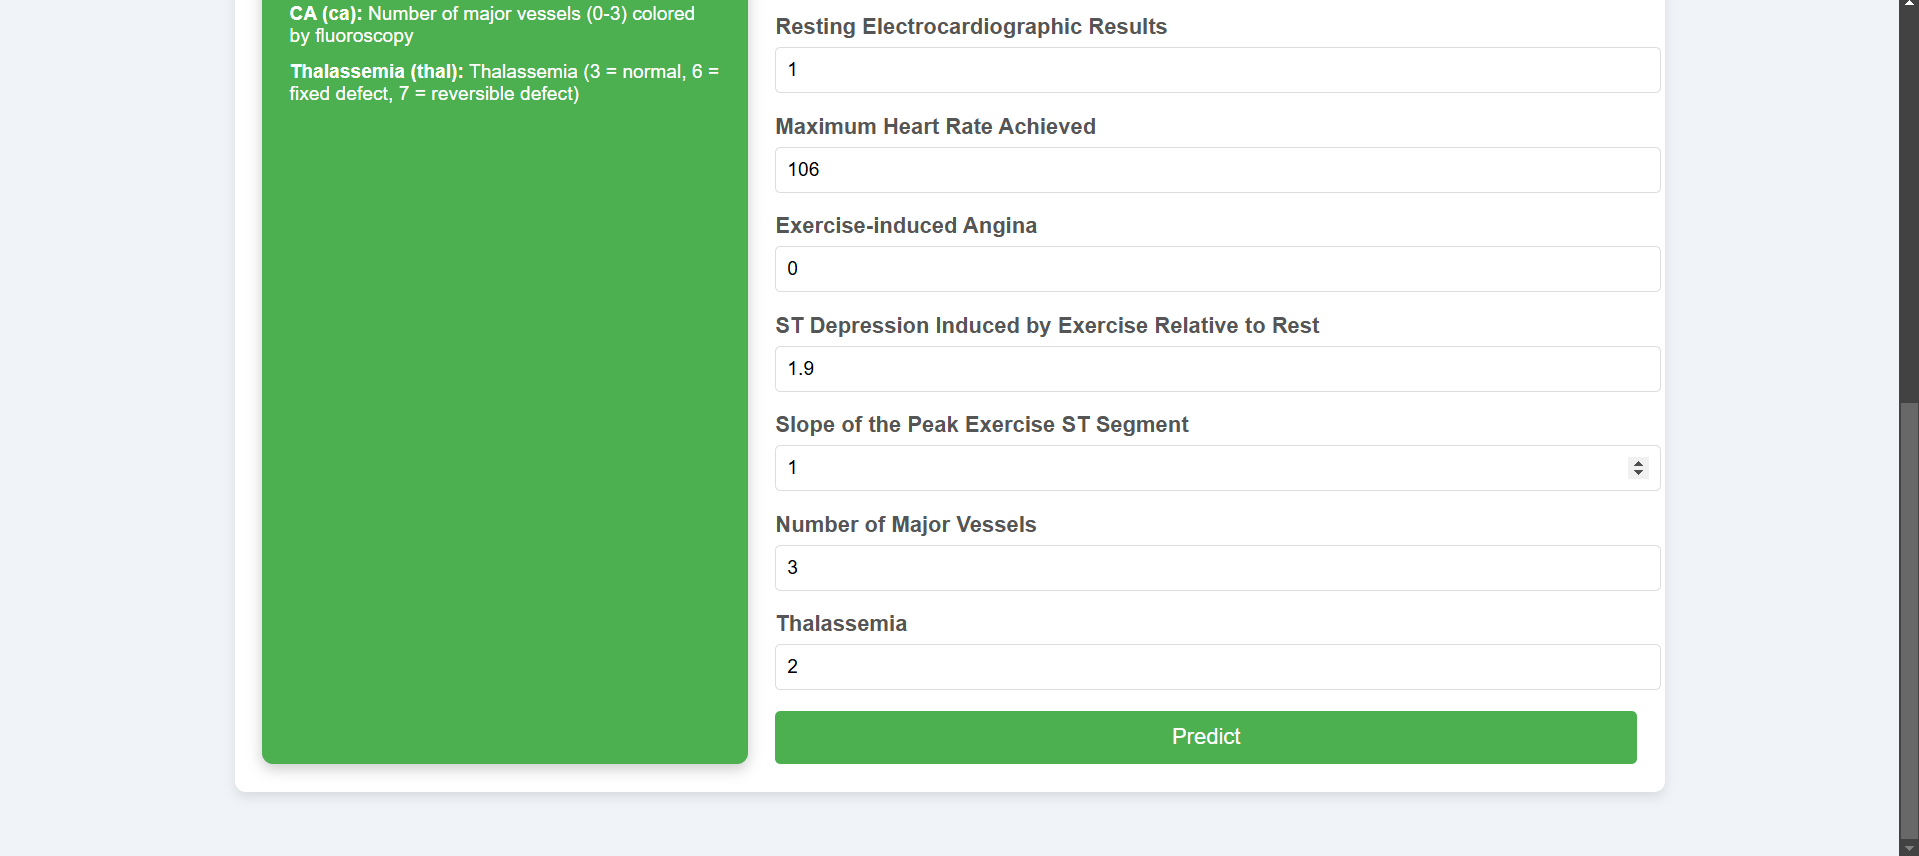 CA (ca): Number of major vessels (0-3) colored
by fluoroscopy
Thalassemia (thal): Thalassemia (3 = normal, 6 =
fixed defect, 7 = reversible defect)
Resting Electrocardiographic Results
1
Maximum Heart Rate Achieved
106
Exercise-induced Angina
0
ST Depression Induced by Exercise Relative to Rest
1.9
Slope of the Peak Exercise ST Segment
1
Number of Major Vessels
3
Thalassemia
2
Predict